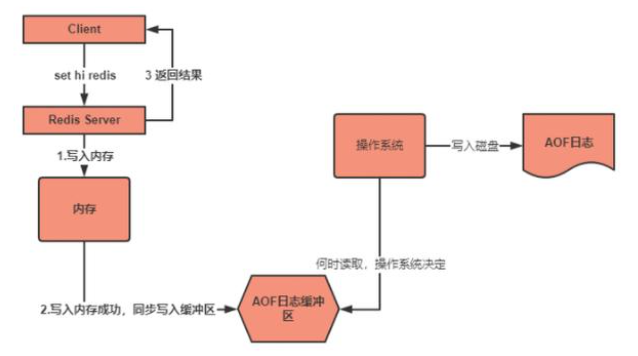 Client
set hi redis
3 返回结果
Redis Server
1.写入内存
内存
操作系统
写入磁盘
AOF日志
何时读取，操作系统决定
2.写入内存成功，同步写入缓冲区
AOF日志缓冲
区